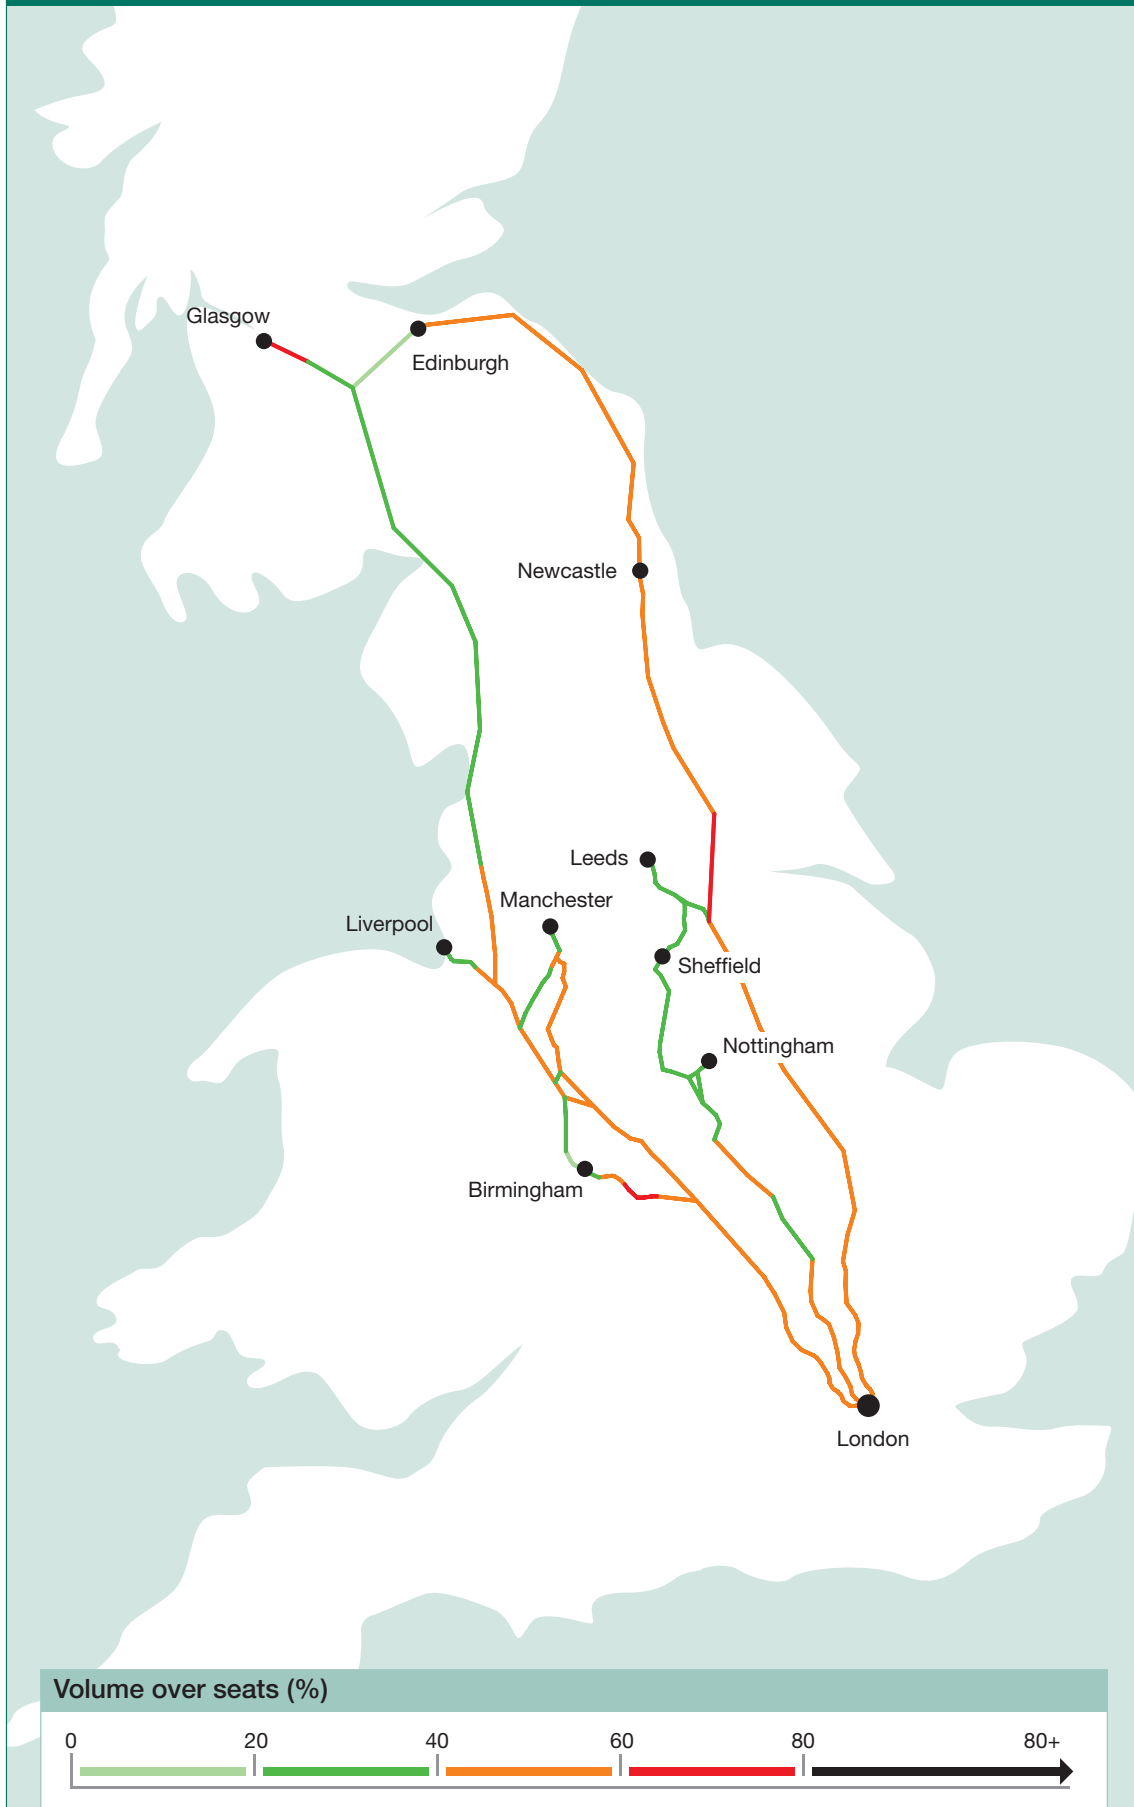 Glasgow
Edinburgh
Newcastle
Leeds
Manchester
Liverpool
Sheffield
Nottingham
Birmingham
London
Volume over seats (%)
0 20 40 60 80 80+